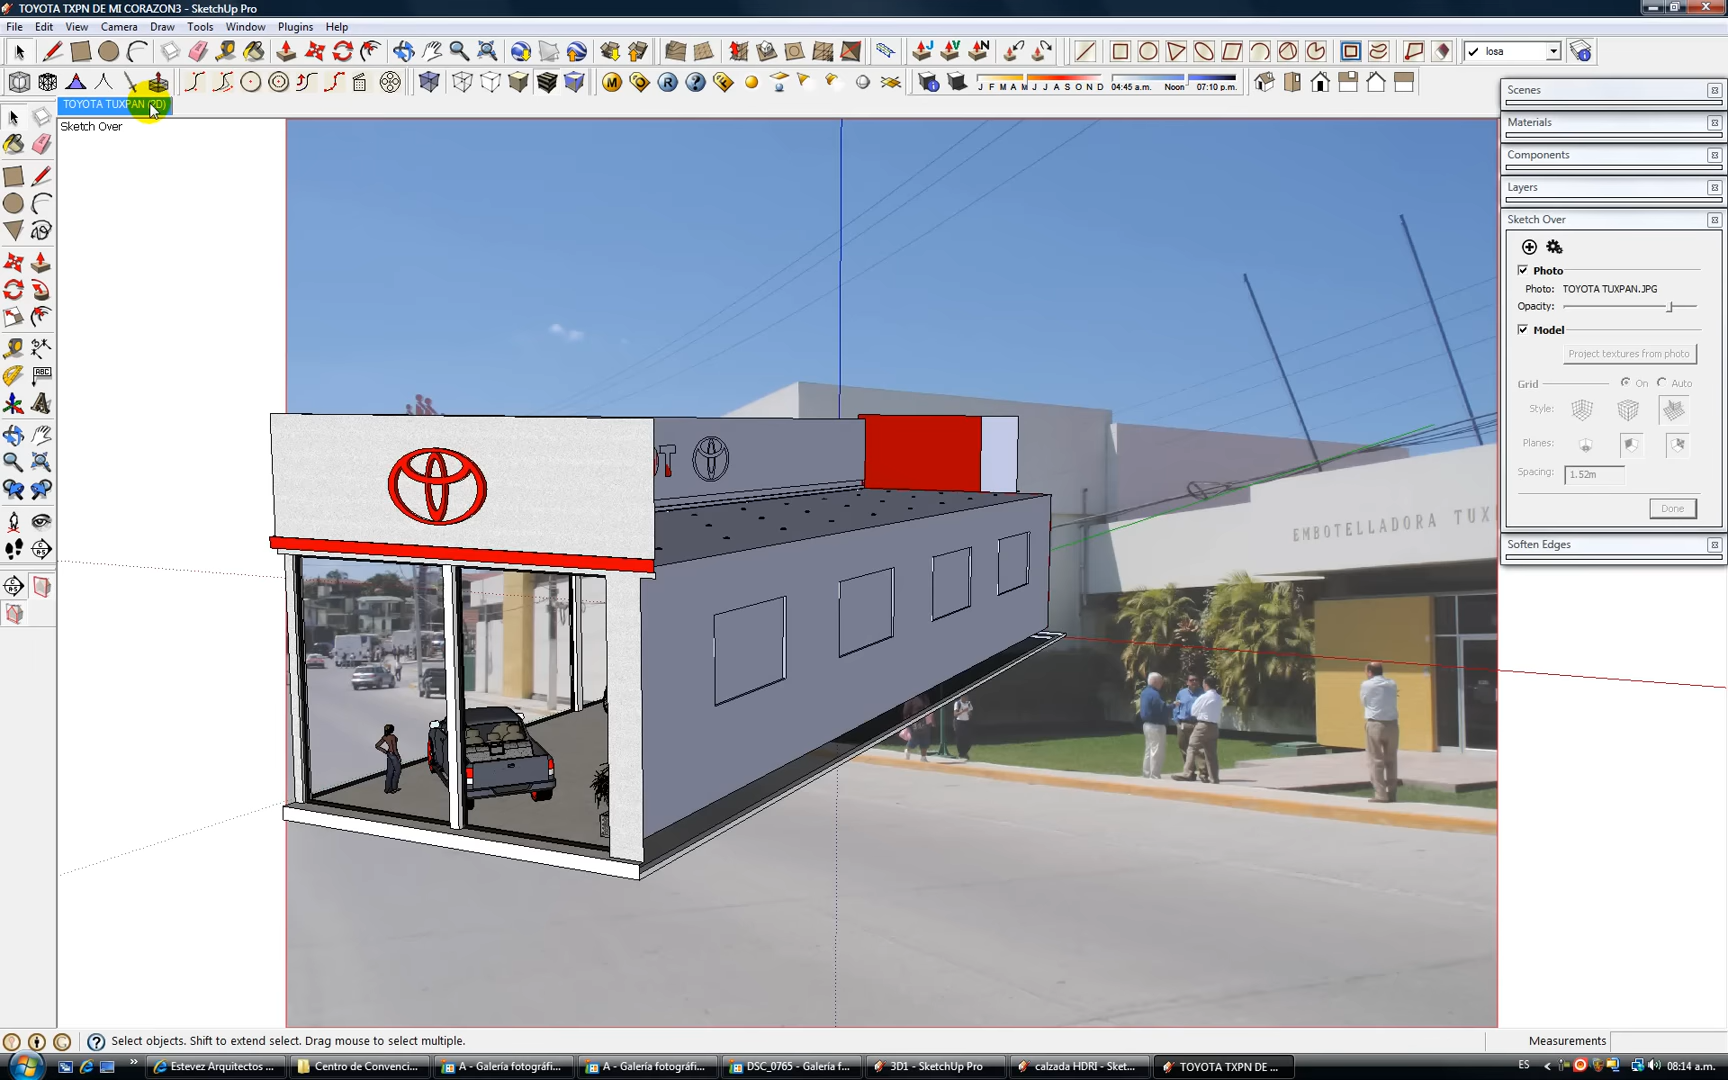 TOYOTA TXPN DE MI CORAZON3 - SketchUp Pro
File Edit View Camera Draw Tools Window Plugins Help
losa
J F M A M J J A S O N D 04:45 a.m. Noon 07:10 p.m.
TOYOTA TUXPAN (2D)
Sketch Over
Scenes
Materials
Components
Layers
Sketch Over
Photo
Photo: TOYOTA TUXPAN.JPG
Opacity:
Model
Project textures from photo
Grid On Auto
Style:
Planes:
Spacing: 1.52m
Done
Soften Edges
T
EMBOTELLADORA TUX
Select objects. Shift to extend select. Drag mouse to select multiple.
Measurements
Estevez Arquitectos ...
Centro de Convenci...
A - Galería fotográfi...
A - Galería fotográfi...
DSC_0765 - Galería f...
3D1 - SketchUp Pro
calzada HDRI - Sket...
TOYOTA TXPN DE ...
ES
08:14 a.m.